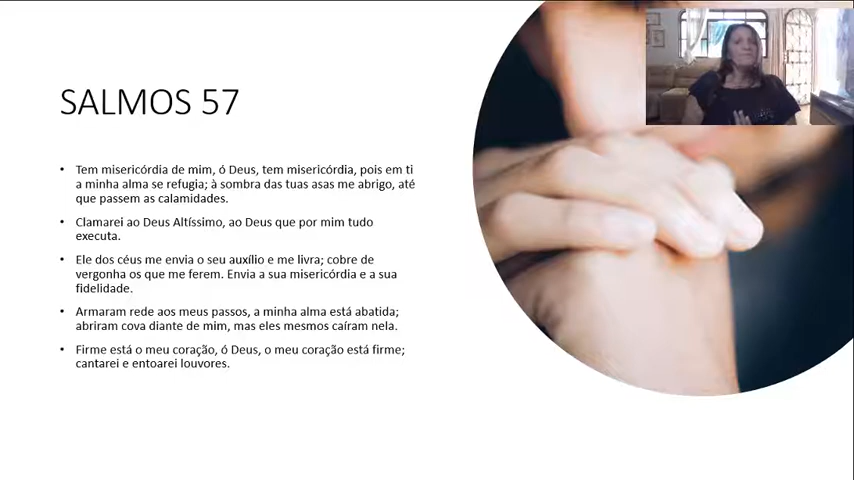 SALMOS 57
• Tem misericórdia de mim, ó Deus, tem misericórdia, pois em ti
a minha alma se refugia; à sombra das tuas asas me abrigo, até
que passem as calamidades.
• Clamarei ao Deus Altíssimo, ao Deus que por mim tudo
executa.
• Ele dos céus me envia o seu auxílio e me livra; cobre de
vergonha os que me ferem. Envia a sua misericórdia e a sua
fidelidade.
• Armaram rede aos meus passos, a minha alma está abatida;
abriram cova diante de mim, mas eles mesmos caíram nela.
• Firme está o meu coração, ó Deus, o meu coração está firme;
cantarei e entoarei louvores.